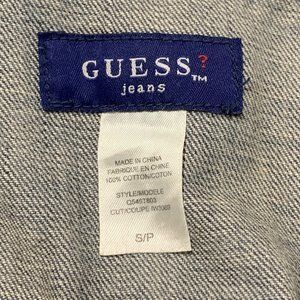 GUESS?™
jeans
MADE IN CHINA
FABRIQUE EN CHINE
100% COTTON/COTON
STYLE/MODELE
S/P